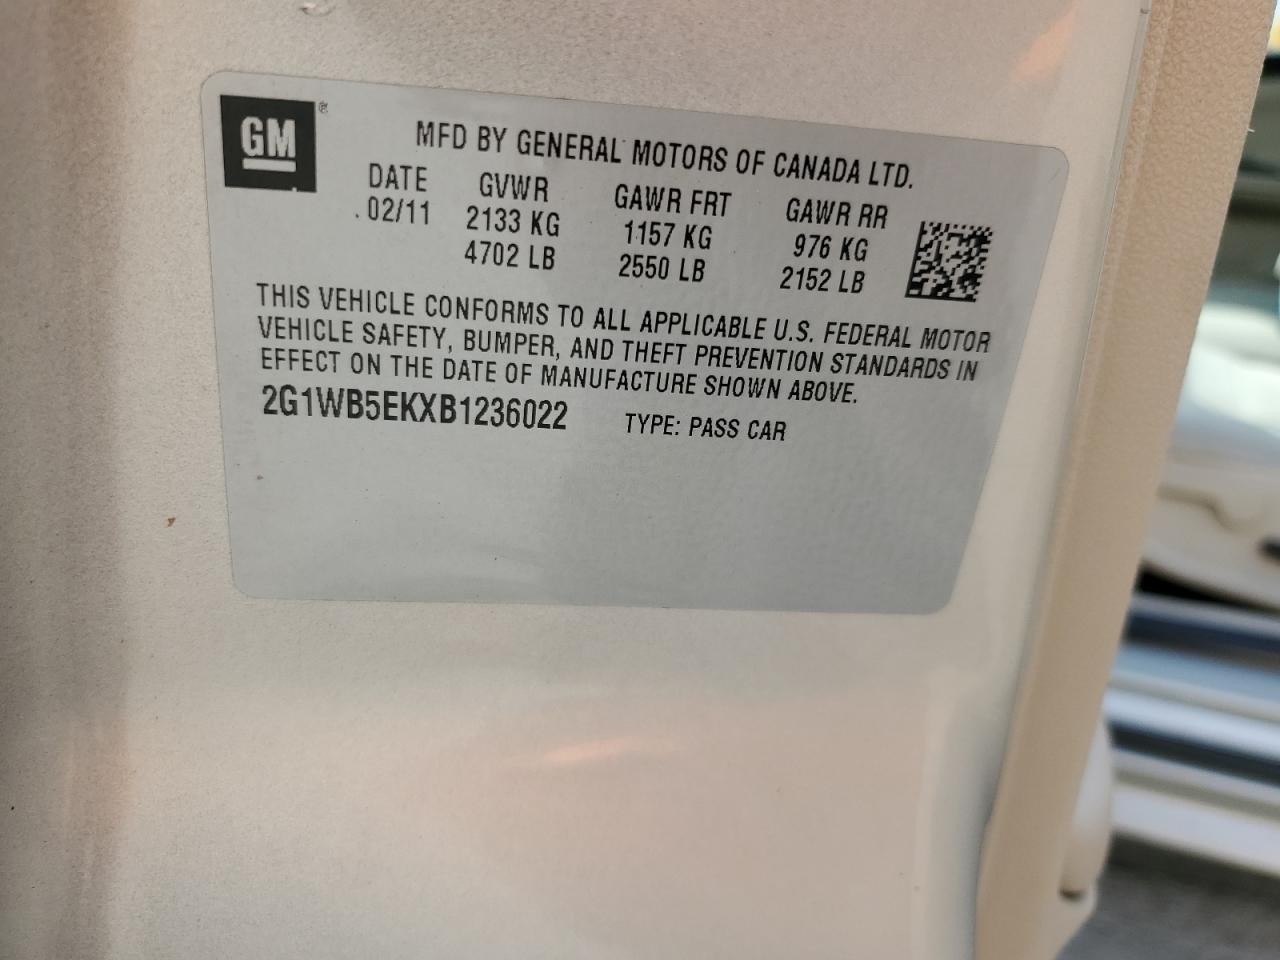 GM®
MFD BY GENERAL MOTORS OF CANADA LTD.
DATE GVWR GAWR FRT GAWR RR
02/11 2133 KG 1157 KG 976 KG
4702 LB 2550 LB 2152 LB
THIS VEHICLE CONFORMS TO ALL APPLICABLE U.S. FEDERAL MOTOR
VEHICLE SAFETY, BUMPER, AND THEFT PREVENTION STANDARDS IN
EFFECT ON THE DATE OF MANUFACTURE SHOWN ABOVE.
2G1WB5EKXB1236022 TYPE: PASS CAR